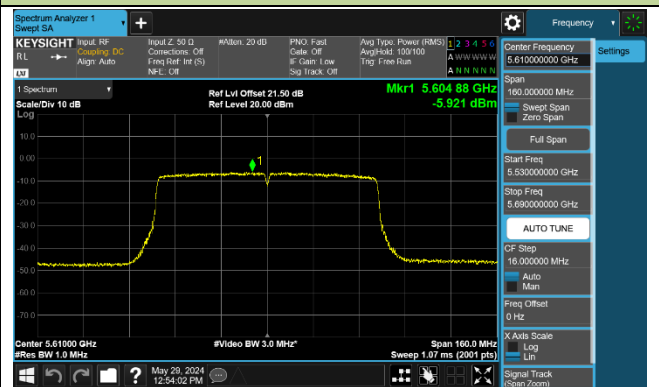 Spectrum Analyzer 1
Swept SA
+
Frequency
KEYSIGHT
RL
LXI
Input: RF
Coupling: DC
Align: Auto
Input Z: 50 Ω
Corrections: Off
Freq Ref: Int (S)
NFE: Off
#Atten: 20 dB
PNO: Fast
Gate: Off
IF Gain: Low
Sig Track: Off
Avg Type: Power (RMS)
Avg|Hold: 100/100
Trig: Free Run
1 2 3 4 5 6
A W W W W W
A N N N N N
1 Spectrum
Scale/Div 10 dB
Log
Ref Lvl Offset 21.50 dB
Ref Level 20.00 dBm
Mkr1 5.604 88 GHz
-5.921 dBm
10.0
0.00
-10.0
-20.0
-30.0
-40.0
-50.0
-60.0
-70.0
1
Center 5.61000 GHz
#Res BW 1.0 MHz
#Video BW 3.0 MHz*
Span 160.0 MHz
Sweep 1.07 ms (2001 pts)
?
May 29, 2024
12:54:02 PM
Center Frequency
5.610000000 GHz
Settings
Span
160.000000 MHz
Swept Span
Zero Span
Full Span
Start Freq
5.530000000 GHz
Stop Freq
5.690000000 GHz
AUTO TUNE
CF Step
16.000000 MHz
Auto
Man
Freq Offset
0 Hz
X Axis Scale
Log
Lin
Signal Track
(Span Zoom)